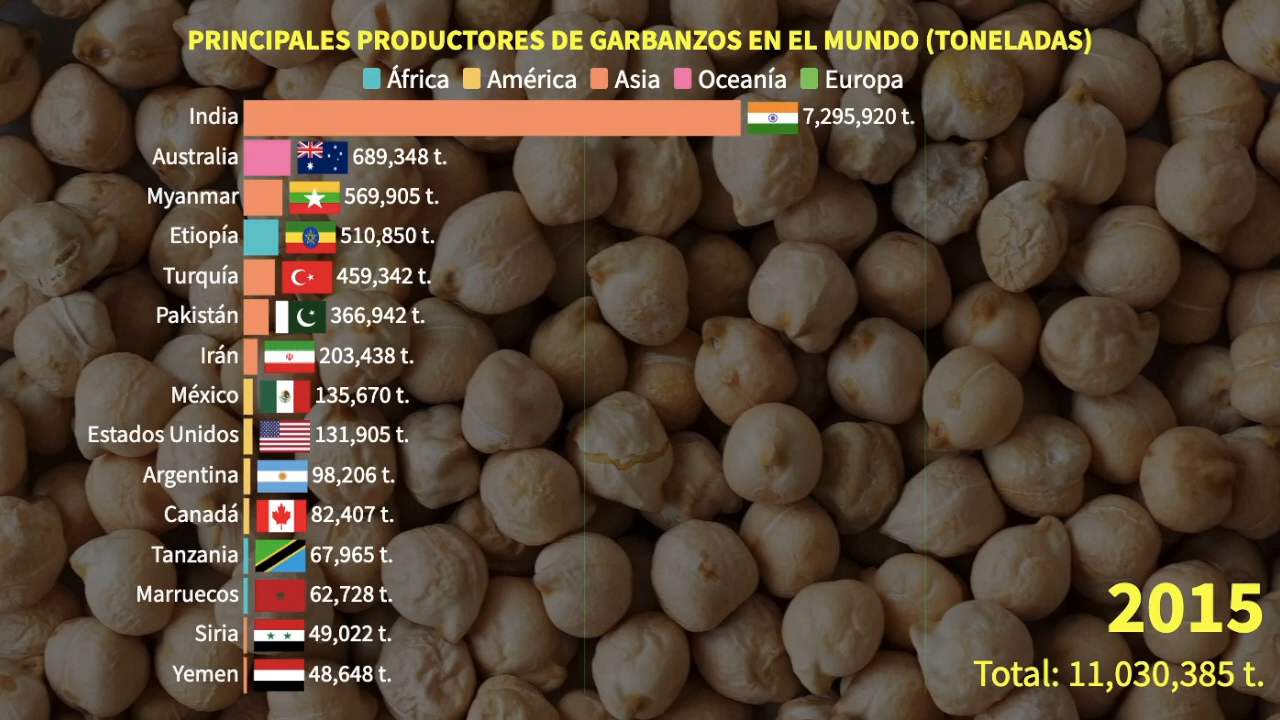 PRINCIPALES PRODUCTORES DE GARBANZOS EN EL MUNDO (TONELADAS)
África América Asia Oceanía Europa
India 7,295,920 t.
Australia 689,348 t.
Myanmar 569,905 t.
Etiopía 510,850 t.
Turquía 459,342 t.
Pakistán 366,942 t.
Irán 203,438 t.
México 135,670 t.
Estados Unidos 131,905 t.
Argentina 98,206 t.
Canadá 82,407 t.
Tanzania 67,965 t.
Marruecos 62,728 t.
Siria 49,022 t.
Yemen 48,648 t.
2015
Total: 11,030,385 t.